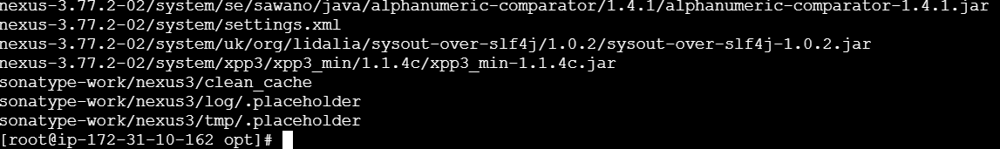 nexus-3.77.2-02/system/se/sawano/java/alphanumeric-comparator/1.4.1/alphanumeric-comparator-1.4.1.jar
nexus-3.77.2-02/system/settings.xml
nexus-3.77.2-02/system/uk/org/lidalia/sysout-over-slf4j/1.0.2/sysout-over-slf4j-1.0.2.jar
nexus-3.77.2-02/system/xpp3/xpp3_min/1.1.4c/xpp3_min-1.1.4c.jar
sonatype-work/nexus3/clean_cache
sonatype-work/nexus3/log/.placeholder
sonatype-work/nexus3/tmp/.placeholder
[root@ip-172-31-10-162 opt]#